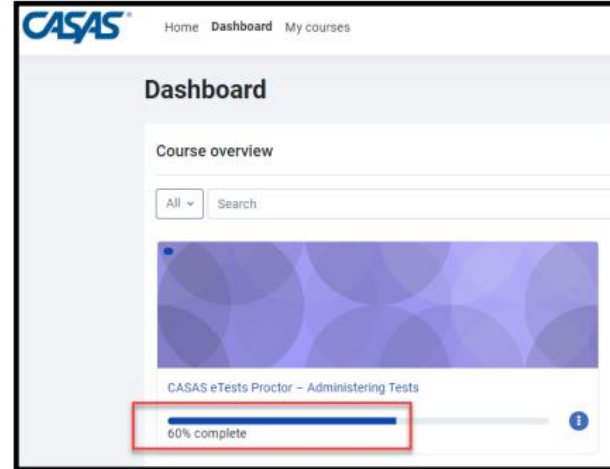 CASAS®
Home Dashboard My courses
Dashboard
Course overview
All Search
CASAS eTests Proctor – Administering Tests
60% complete